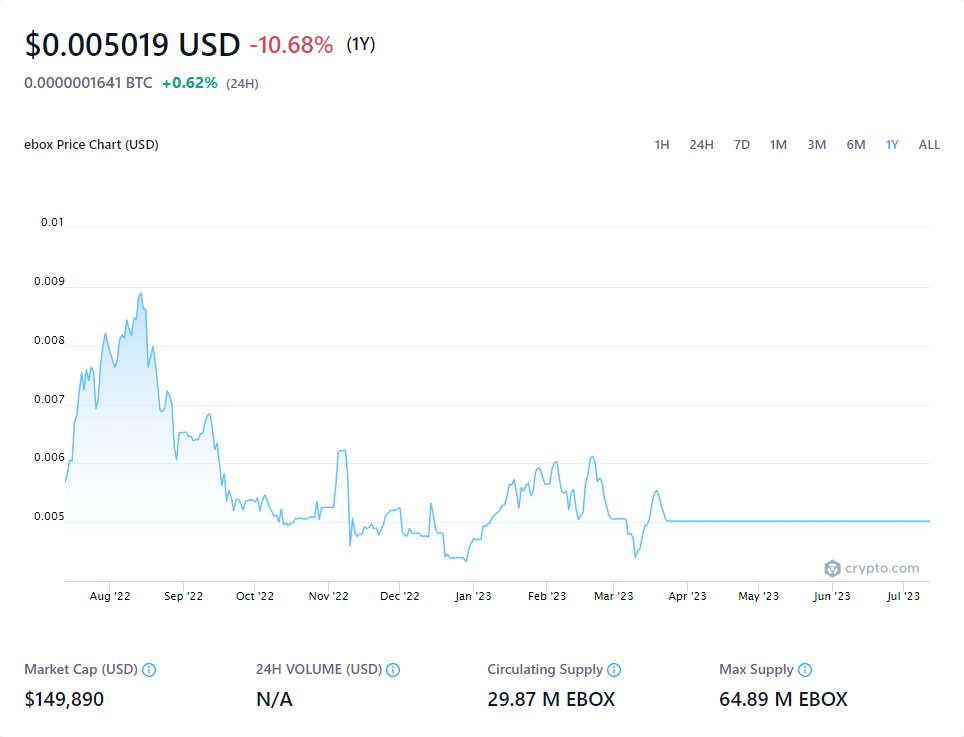 $0.005019 USD -10.68% (1Y)
0.0000001641 BTC +0.62% (24H)
ebox Price Chart (USD) 1H 24H 7D 1M 3M 6M 1Y ALL
0.01
0.009
0.008
0.007
0.006
0.005
crypto.com
Aug '22 Sep '22 Oct '22 Nov '22 Dec '22 Jan '23 Feb '23 Mar '23 Apr '23 May '23 Jun '23 Jul '23
Market Cap (USD) 24H VOLUME (USD) Circulating Supply Max Supply
$149,890 N/A 29.87 M EBOX 64.89 M EBOX